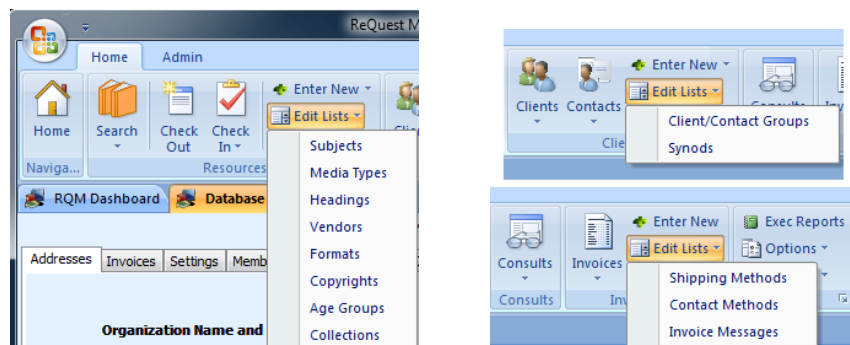 ReQuest M
Home Admin
Enter New
Edit Lists
Home Search Check Out Check In
Naviga... Resources
Subjects
Media Types
Headings
Vendors
Formats
Copyrights
Age Groups
Collections
RQM Dashboard Database
Addresses Invoices Settings Memb
Organization Name and
Enter New
Edit Lists
Clients Contacts
Clie
Client/Contact Groups
Synods
Enter New Exec Reports
Edit Lists Options
Consults Invoices
Consults Inv
Shipping Methods
Contact Methods
Invoice Messages